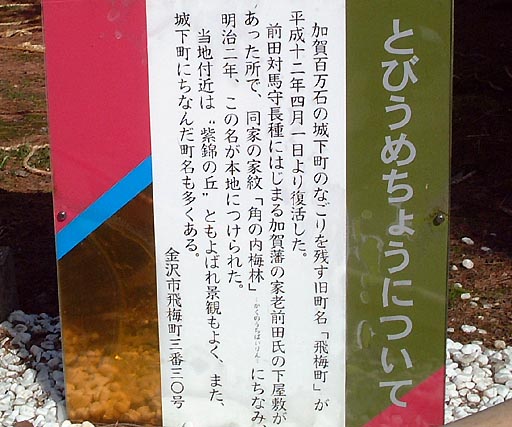 とびうめちょうについて
加賀百万石の城下町のなごりを残す旧町名「飛梅町」が
平成十二年四月一日より復活した。
前田対馬守長種にはじまる加賀藩の家老前田氏の下屋敷が
あった所で、同家の家紋「角の内梅林」にちなみ、
―かくのうちばいりん―
明治二年、この名が本地につけられた。
当地付近は〝紫錦の丘〟ともよばれ景観もよく、また、
城下町にちなんだ町名も多くある。
金沢市飛梅町三番三〇号